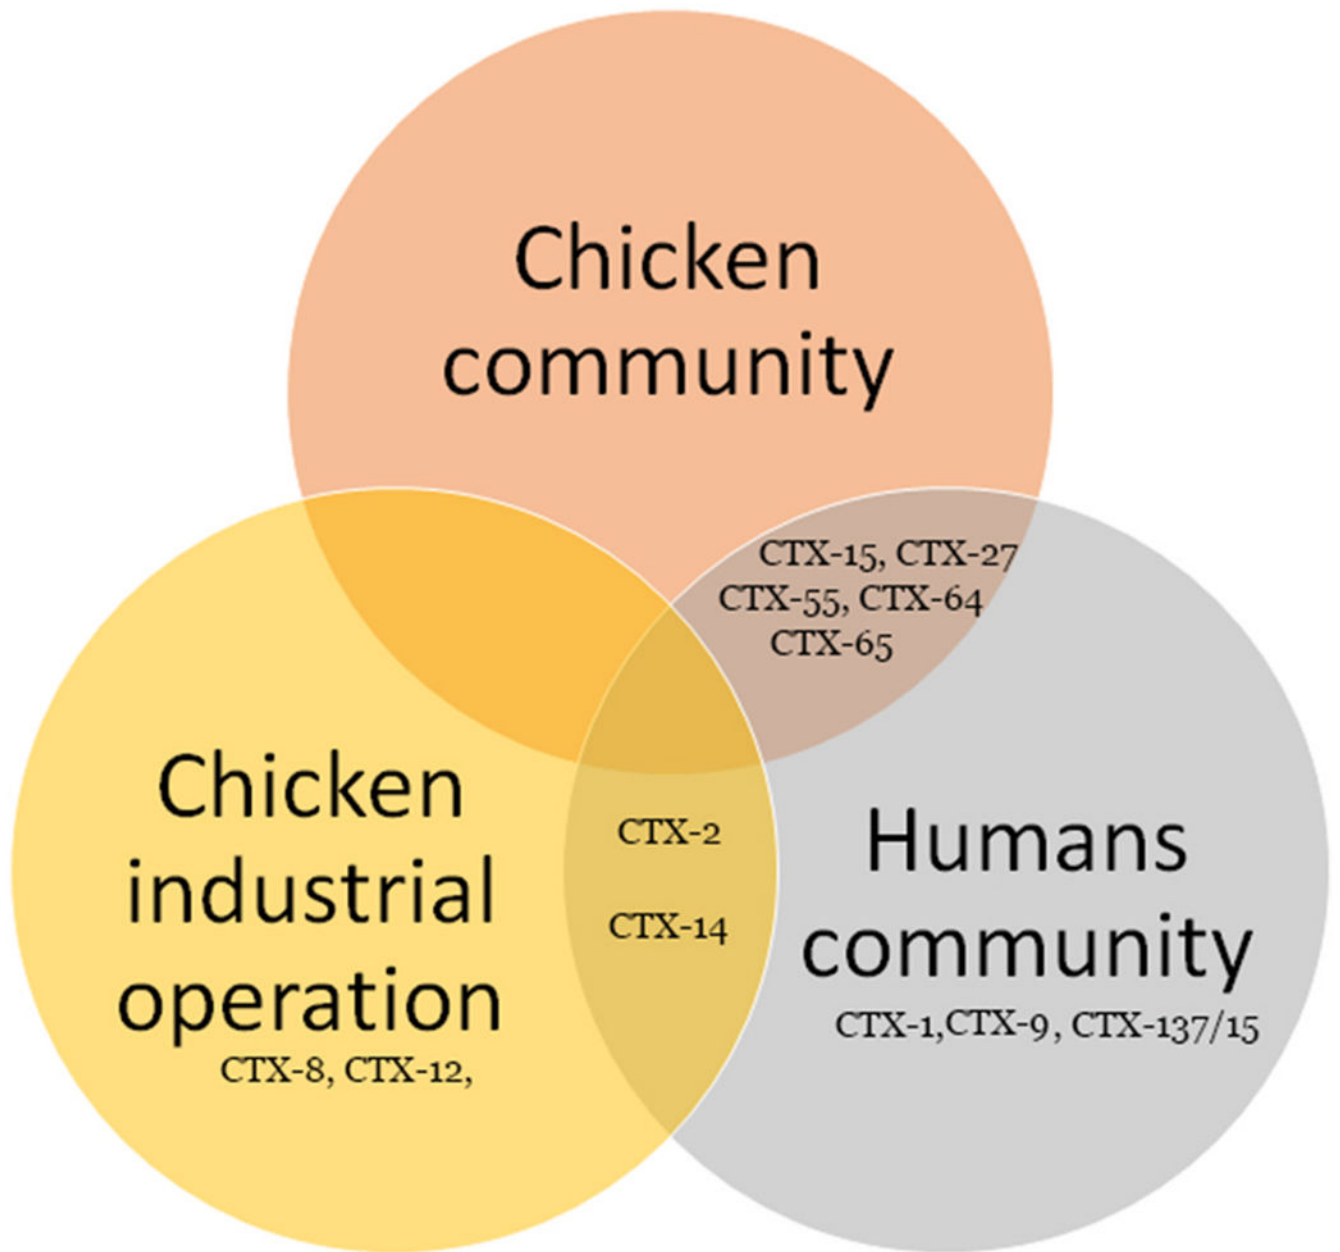 Chicken
community
CTX-15, CTX-27
CTX-55, CTX-64
CTX-65
Chicken
industrial
operation
CTX-8, CTX-12,
CTX-2
CTX-14
Humans
community
CTX-1,CTX-9, CTX-137/15